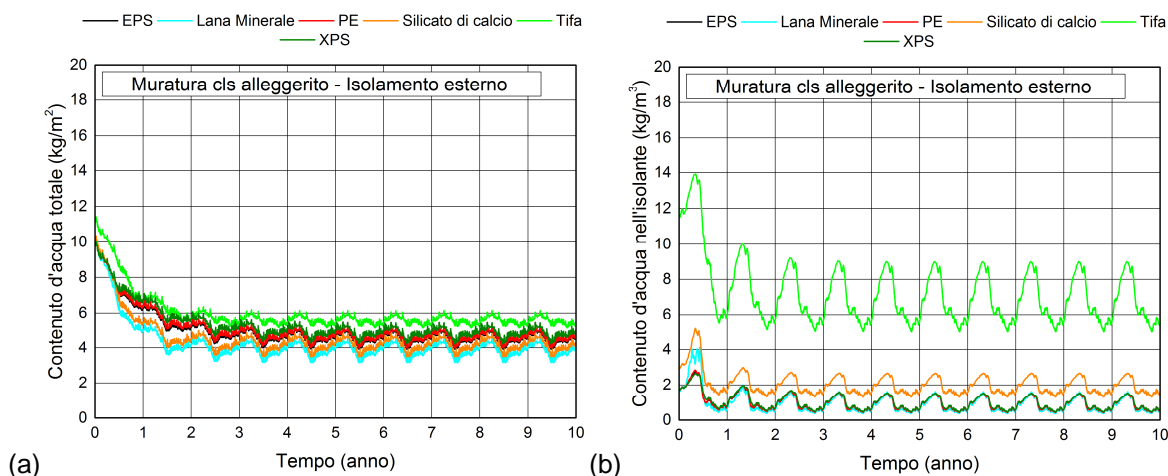 EPS Lana Minerale PE Silicato di calcio Tifa
XPS
Muratura cls alleggerito - Isolamento esterno
Contenuto d'acqua totale (kg/m²)
20
18
16
14
12
10
8
6
4
2
0
0 1 2 3 4 5 6 7 8 9 10
Tempo (anno)
(a)
EPS Lana Minerale PE Silicato di calcio Tifa
XPS
Muratura cls alleggerito - Isolamento esterno
Contenuto d'acqua nell'isolante (kg/m³)
20
18
16
14
12
10
8
6
4
2
0
0 1 2 3 4 5 6 7 8 9 10
Tempo (anno)
(b)